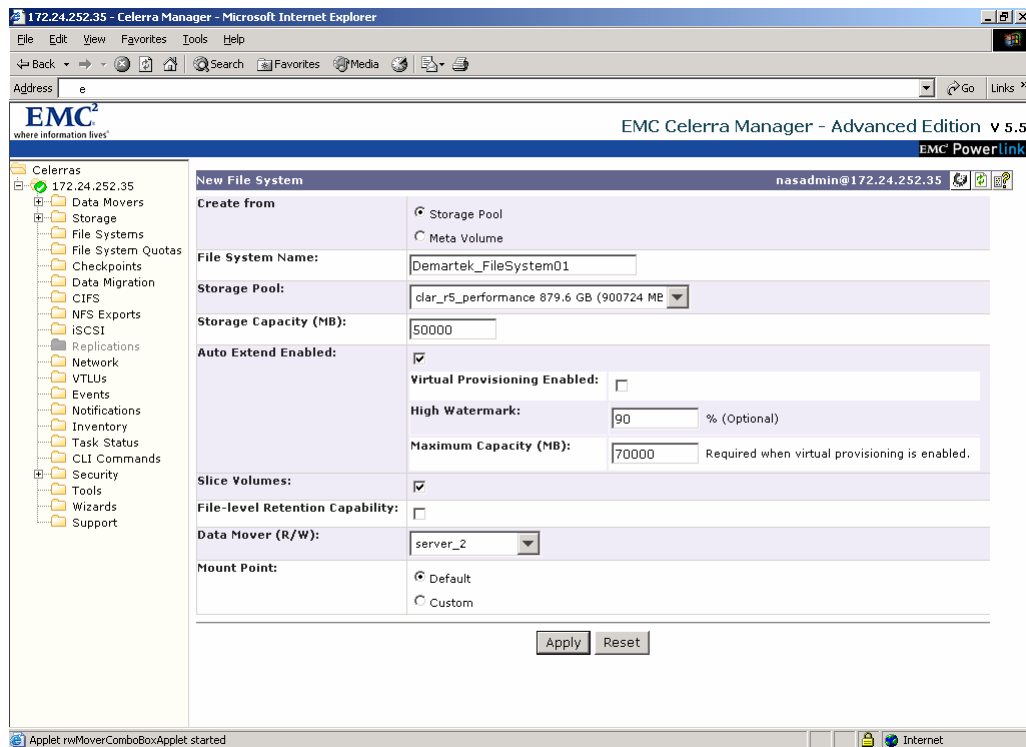 172.24.252.35 - Celerra Manager - Microsoft Internet Explorer
File Edit View Favorites Tools Help
Back Search Favorites Media
Address e Go Links »
EMC²
where information lives®
EMC Celerra Manager - Advanced Edition v 5.5
EMC² Powerlink
Celerras
172.24.252.35
Data Movers
Storage
File Systems
File System Quotas
Checkpoints
Data Migration
CIFS
NFS Exports
iSCSI
Replications
Network
VTLUs
Events
Notifications
Inventory
Task Status
CLI Commands
Security
Tools
Wizards
Support
New File System nasadmin@172.24.252.35
Create from
Storage Pool
Meta Volume
File System Name: Demartek_FileSystem01
Storage Pool: clar_r5_performance 879.6 GB (900724 MB
Storage Capacity (MB): 50000
Auto Extend Enabled:
Virtual Provisioning Enabled:
High Watermark: 90 % (Optional)
Maximum Capacity (MB): 70000 Required when virtual provisioning is enabled.
Slice Volumes:
File-level Retention Capability:
Data Mover (R/W): server_2
Mount Point:
Default
Custom
Apply Reset
Applet rwMoverComboBoxApplet started Internet